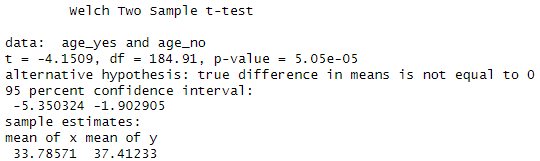 Welch Two Sample t-test
data:  age_yes and age_no
t = -4.1509, df = 184.91, p-value = 5.05e-05
alternative hypothesis: true difference in means is not equal to 0
95 percent confidence interval:
 -5.350324 -1.902905
sample estimates:
mean of x mean of y
 33.78571  37.41233